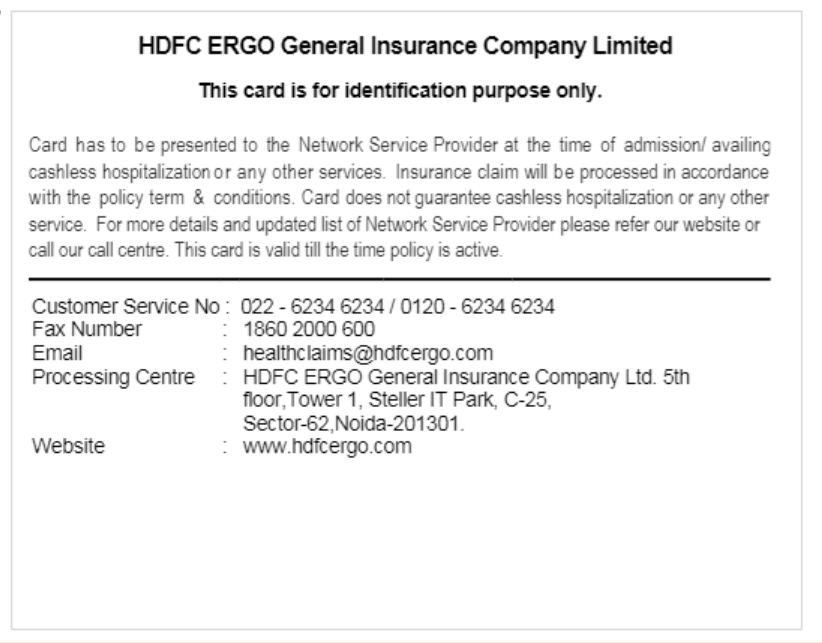 HDFC ERGO General Insurance Company Limited
This card is for identification purpose only.
Card has to be presented to the Network Service Provider at the time of admission/ availing
cashless hospitalization or any other services. Insurance claim will be processed in accordance
with the policy term & conditions. Card does not guarantee cashless hospitalization or any other
service. For more details and updated list of Network Service Provider please refer our website or
call our call centre. This card is valid till the time policy is active.
Customer Service No : 022 - 6234 6234 / 0120 - 6234 6234
Fax Number : 1860 2000 600
Email : healthclaims@hdfcergo.com
Processing Centre : HDFC ERGO General Insurance Company Ltd. 5th
floor,Tower 1, Steller IT Park, C-25,
Sector-62,Noida-201301.
Website : www.hdfcergo.com